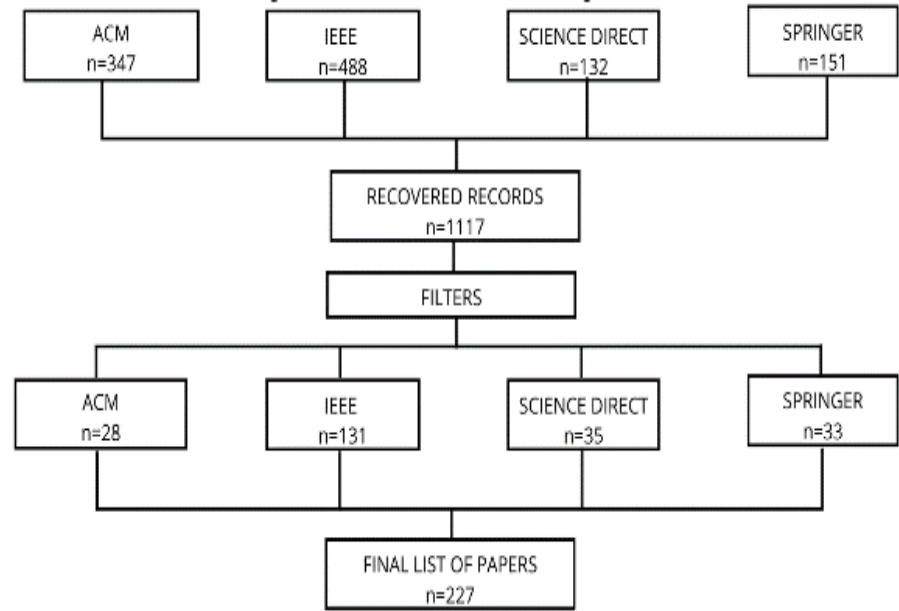 ACM
n=347
IEEE
n=488
SCIENCE DIRECT
n=132
SPRINGER
n=151
RECOVERED RECORDS
n=1117
FILTERS
ACM
n=28
IEEE
n=131
SCIENCE DIRECT
n=35
SPRINGER
n=33
FINAL LIST OF PAPERS
n=227